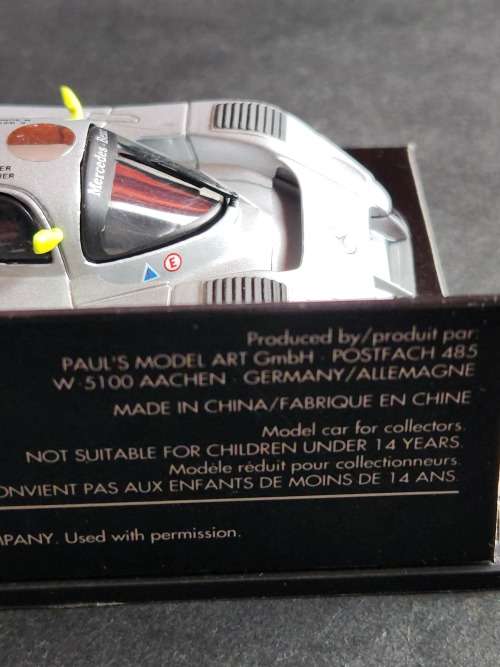 Mercedes
E
Produced by/produit par:
PAUL'S MODEL ART GmbH · POSTFACH 485
W-5100 AACHEN · GERMANY/ALLEMAGNE
MADE IN CHINA/FABRIQUE EN CHINE
Model car for collectors.
NOT SUITABLE FOR CHILDREN UNDER 14 YEARS.
Modèle réduit pour collectionneurs.
ONVIENT PAS AUX ENFANTS DE MOINS DE 14 ANS.
MPANY. Used with permission.